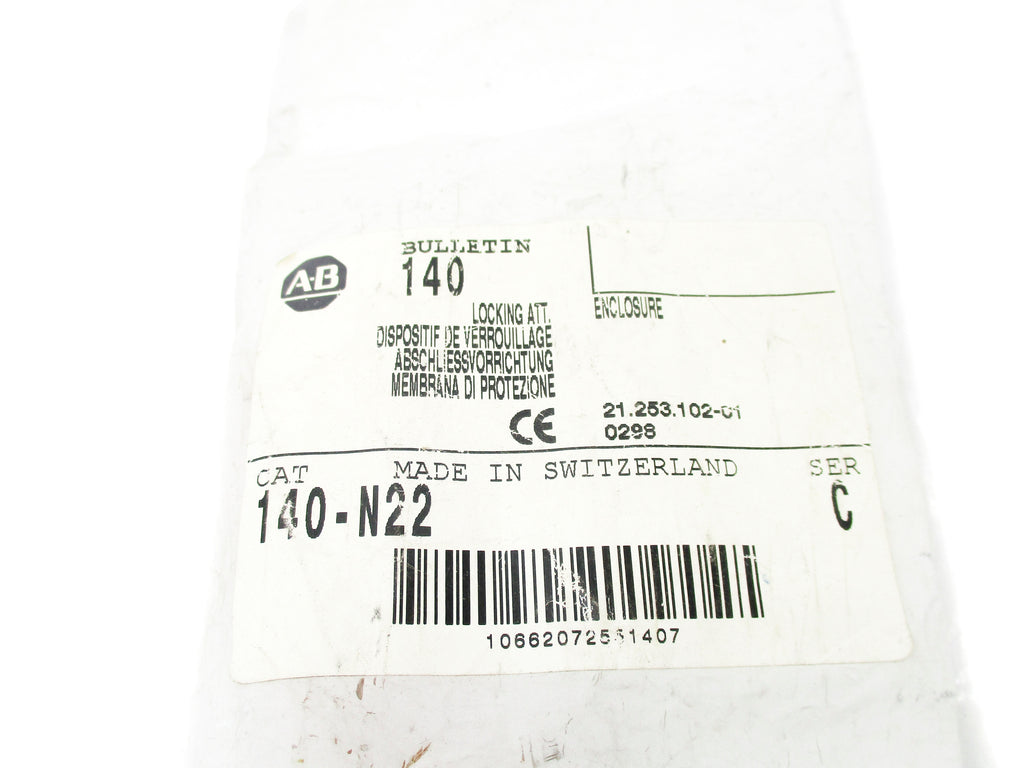 A-B
BULLETIN
140
LOCKING ATT.
DISPOSITIF DE VERROUILLAGE
ABSCHLIESSVORRICHTUNG
MEMBRANA DI PROTEZIONE
ENCLOSURE
CE
21.253.102-01
0298
CAT MADE IN SWITZERLAND SER
140-N22 C
10662072551407